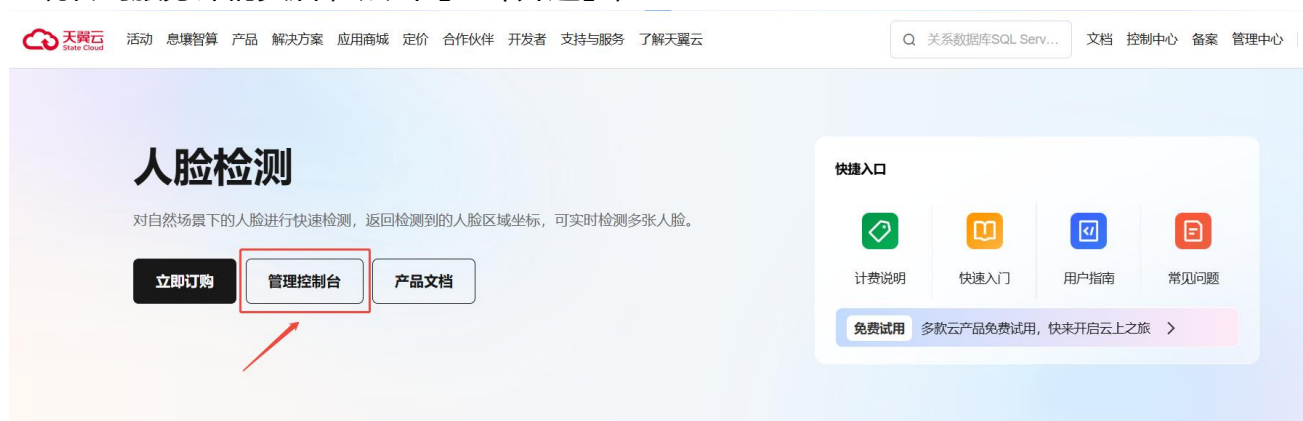 天翼云
State Cloud
活动 息壤智算 产品 解决方案 应用商城 定价 合作伙伴 开发者 支持与服务 了解天翼云
关系数据库SQL Serv... 文档 控制中心 备案 管理中心
人脸检测
对自然场景下的人脸进行快速检测，返回检测到的人脸区域坐标，可实时检测多张人脸。
立即订购 管理控制台 产品文档
快捷入口
计费说明 快速入门 用户指南 常见问题
免费试用 多款云产品免费试用，快来开启云上之旅